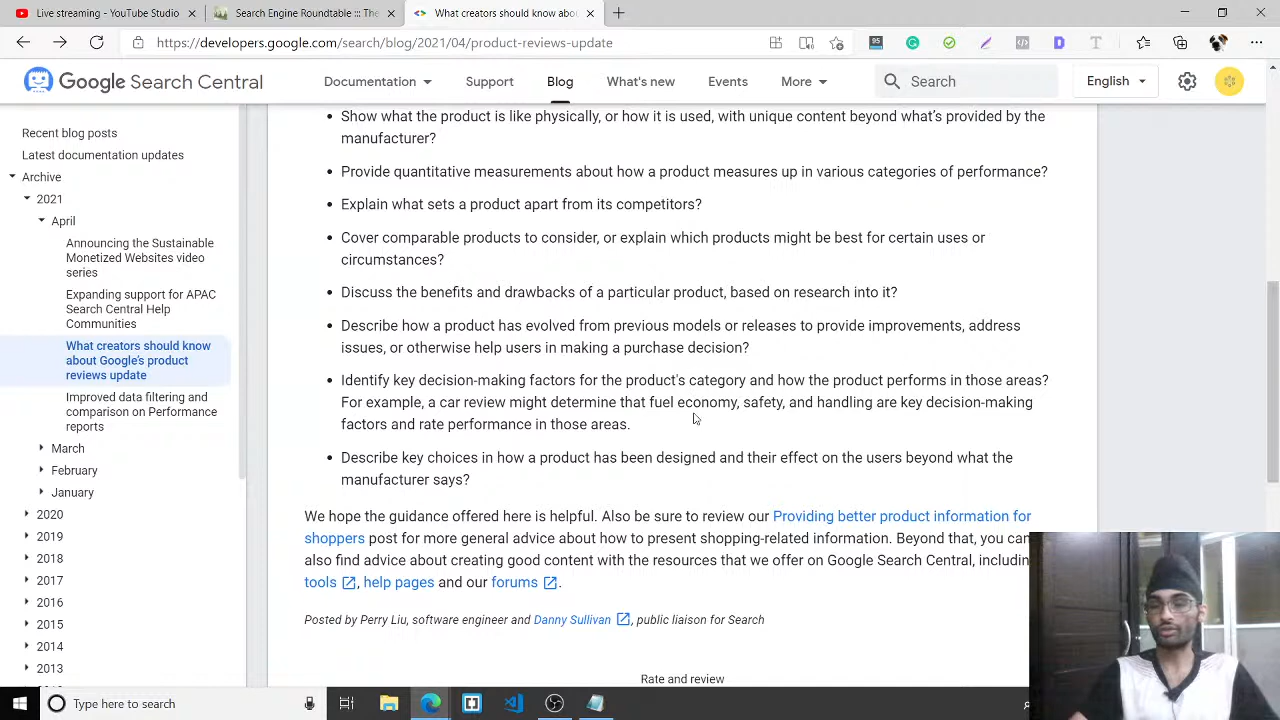 Live streaming - YouTube Studio
Search Engine Roundtable ::: The
What creators should know abou
https://developers.google.com/search/blog/2021/04/product-reviews-update
95
Google Search Central
Documentation
Support
Blog
What's new
Events
More
Search
English
Recent blog posts
Latest documentation updates
Archive
2021
April
Announcing the Sustainable
Monetized Websites video
series
Expanding support for APAC
Search Central Help
Communities
What creators should know
about Google's product
reviews update
Improved data filtering and
comparison on Performance
reports
March
February
January
2020
2019
2018
2017
2016
2015
2014
2013
Show what the product is like physically, or how it is used, with unique content beyond what's provided by the
manufacturer?
Provide quantitative measurements about how a product measures up in various categories of performance?
Explain what sets a product apart from its competitors?
Cover comparable products to consider, or explain which products might be best for certain uses or
circumstances?
Discuss the benefits and drawbacks of a particular product, based on research into it?
Describe how a product has evolved from previous models or releases to provide improvements, address
issues, or otherwise help users in making a purchase decision?
Identify key decision-making factors for the product's category and how the product performs in those areas?
For example, a car review might determine that fuel economy, safety, and handling are key decision-making
factors and rate performance in those areas.
Describe key choices in how a product has been designed and their effect on the users beyond what the
manufacturer says?
We hope the guidance offered here is helpful. Also be sure to review our Providing better product information for
shoppers post for more general advice about how to present shopping-related information. Beyond that, you can
also find advice about creating good content with the resources that we offer on Google Search Central, includin
tools, help pages and our forums.
Posted by Perry Liu, software engineer and Danny Sullivan, public liaison for Search
Rate and review
Type here to search